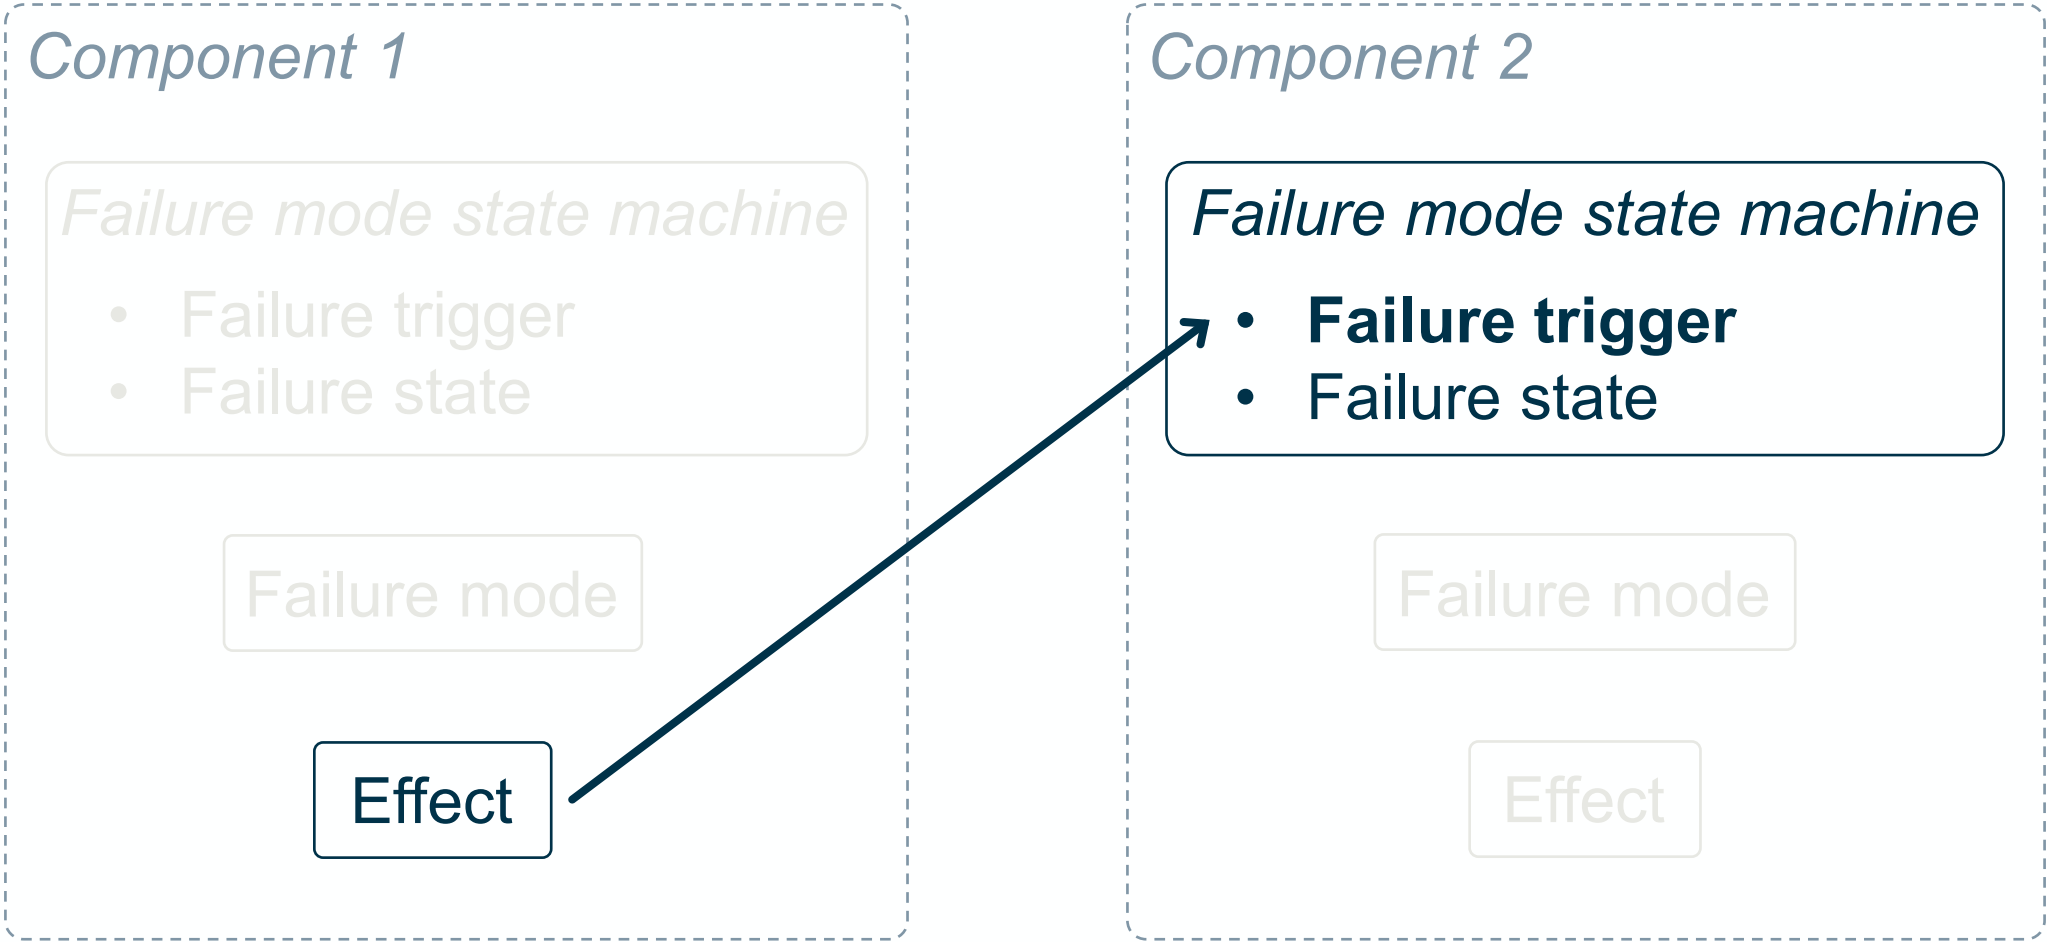 Component 1
Failure mode state machine
• Failure trigger
• Failure state
Failure mode
Effect
Component 2
Failure mode state machine
• Failure trigger
• Failure state
Failure mode
Effect